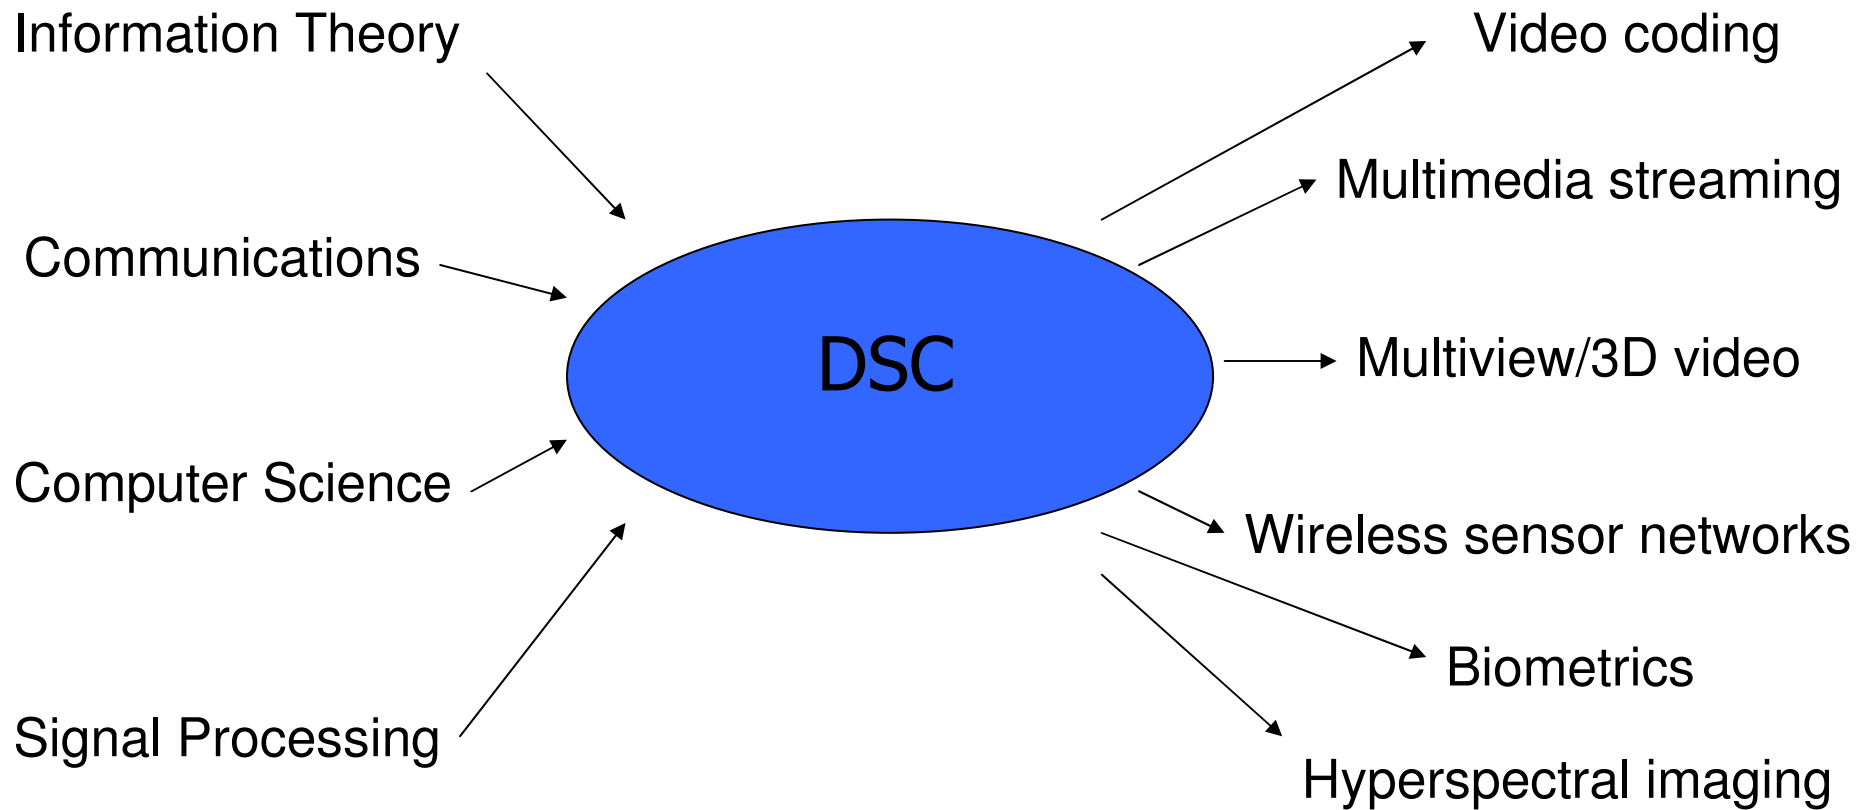 Information Theory
Communications
Computer Science
Signal Processing
DSC
Video coding
Multimedia streaming
Multiview/3D video
Wireless sensor networks
Biometrics
Hyperspectral imaging